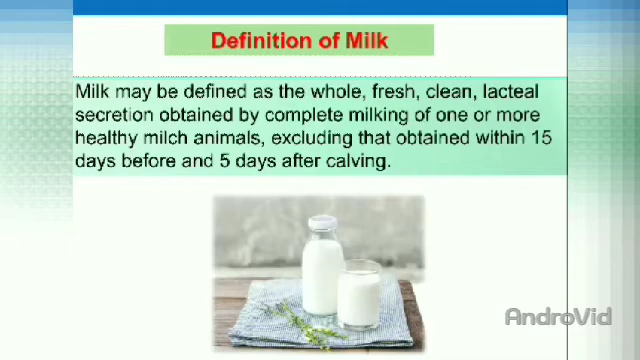 Definition of Milk
Milk may be defined as the whole, fresh, clean, lacteal
secretion obtained by complete milking of one or more
healthy milch animals, excluding that obtained within 15
days before and 5 days after calving.
AndroVid